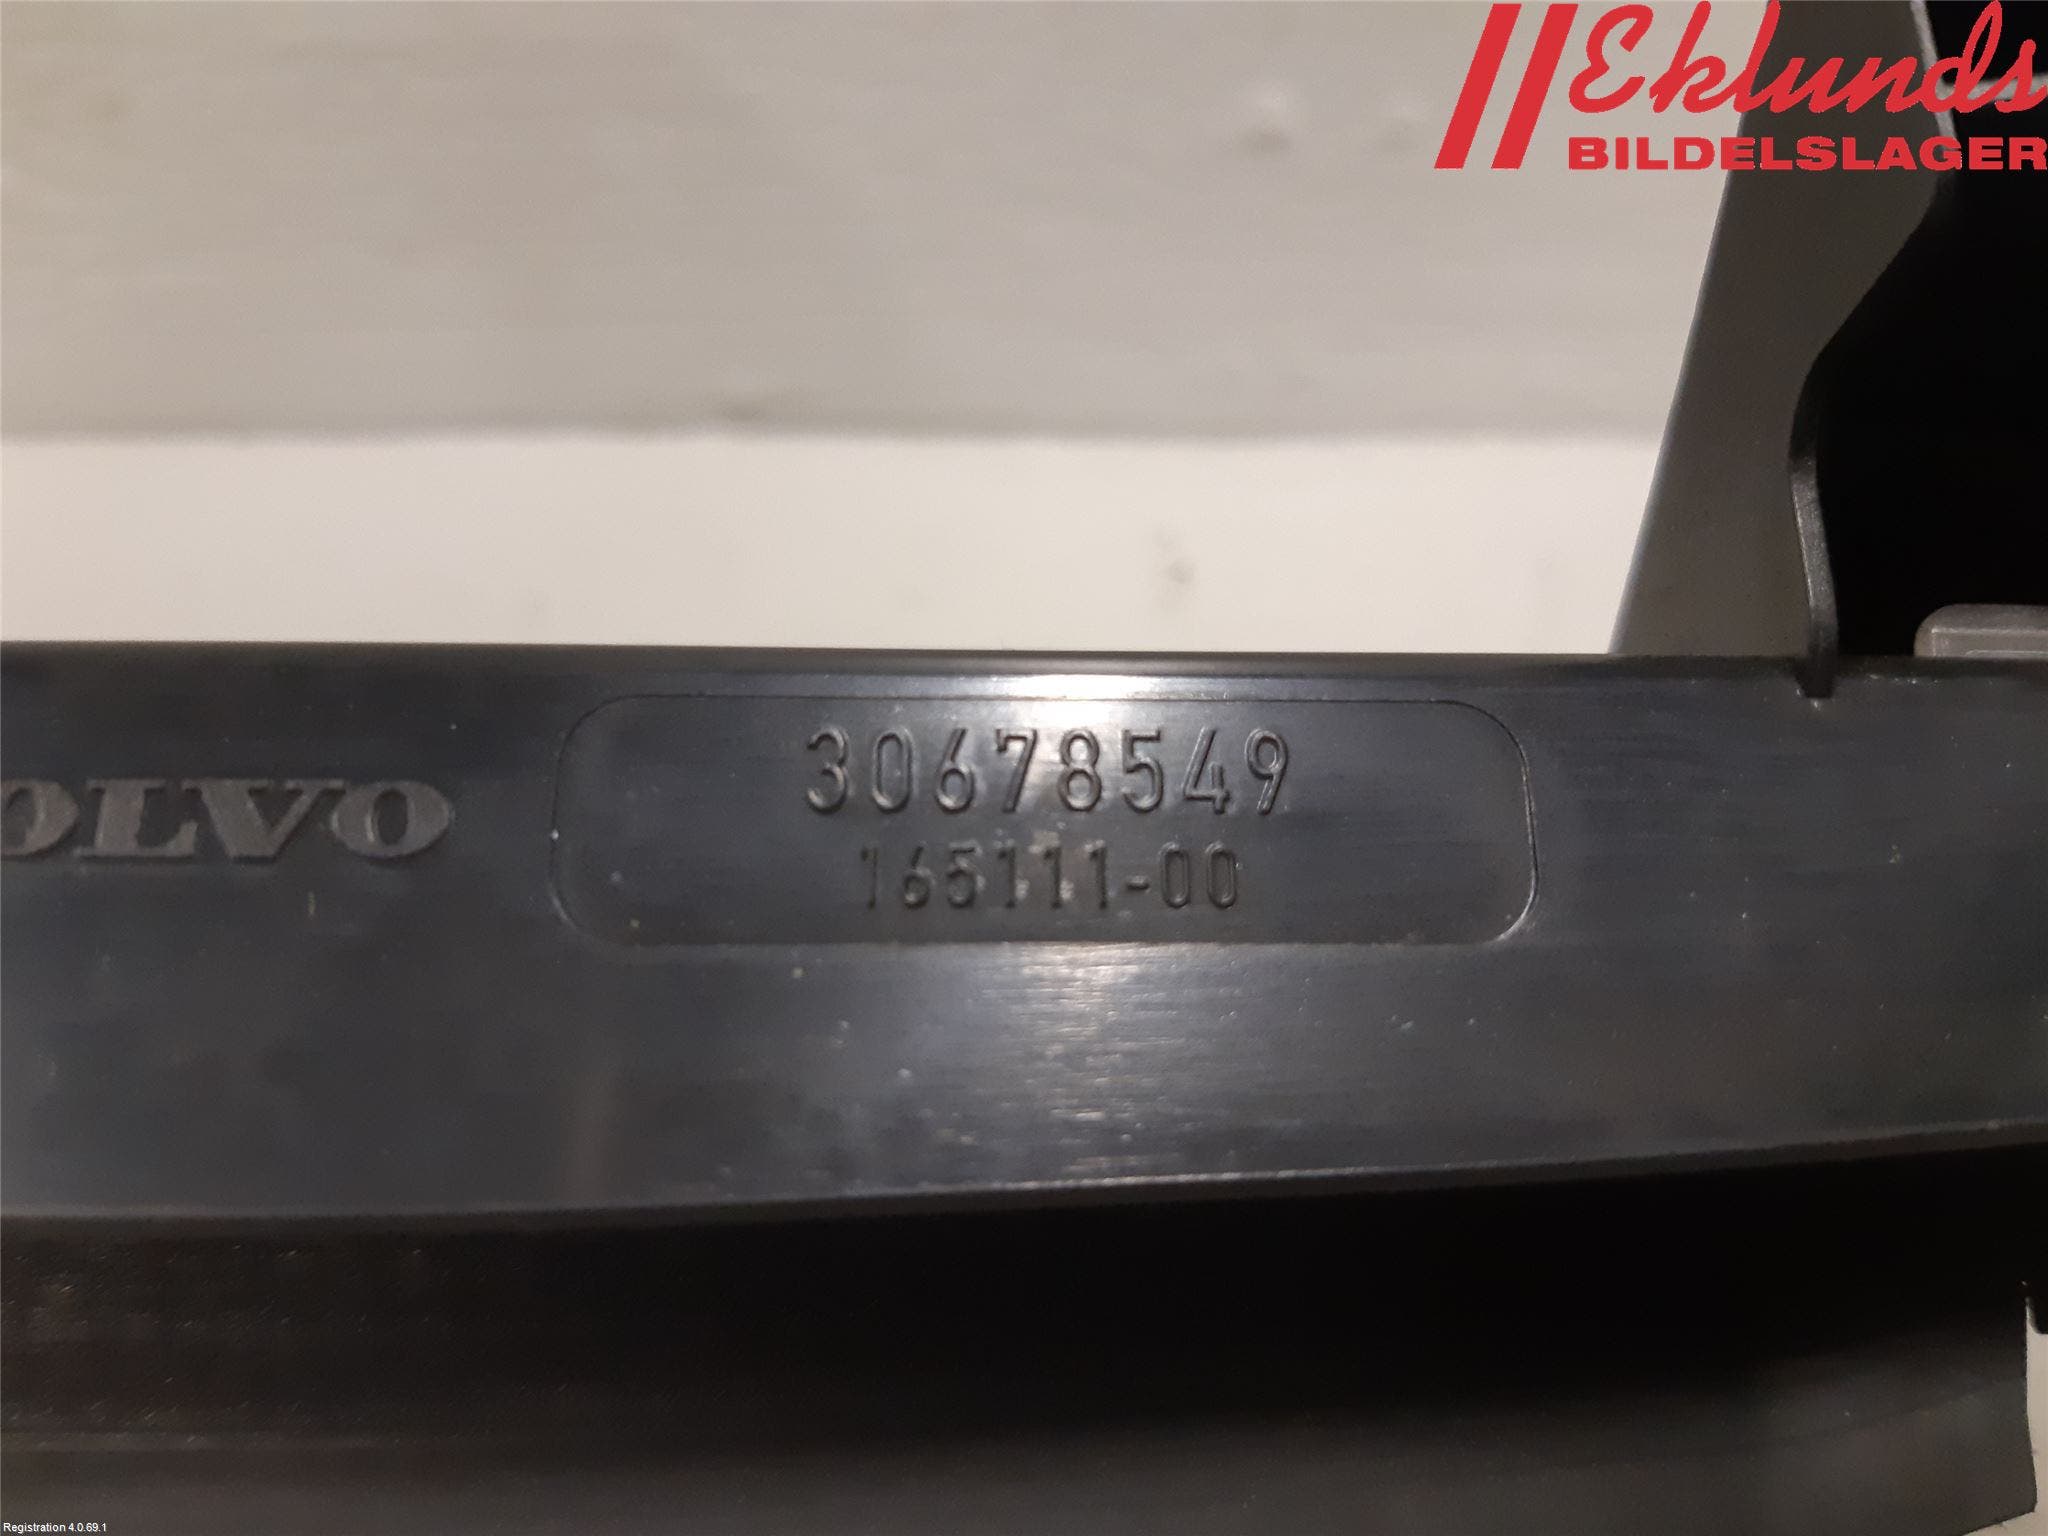 Eklunds
BILDELSLAGER
30678549
OLVO
165111-00
Registration 4.0.69.1